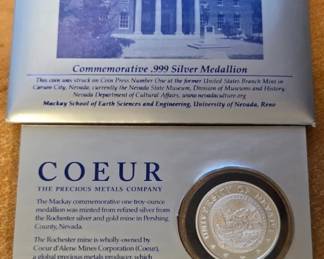 Commemorative .999 Silver Medallion
This coin was struck on Coin Press Number One at the former United States Branch Mint in
Carson City, Nevada, currently the Nevada State Museum, Division of Museums and History,
Nevada Department of Cultural Affairs, www.nevadaculture.org
Mackay School of Earth Sciences and Engineering, University of Nevada, Reno
COEUR
THE PRECIOUS METALS COMPANY
The Mackay commemorative one troy-ounce
medallion was minted from refined silver from
the Rochester silver and gold mine in Pershing
County, Nevada.
The Rochester mine is wholly-owned by
Coeur d'Alene Mines Corporation (Coeur),
a global precious metals producer, which
UNIVERSITY OF NEVADA